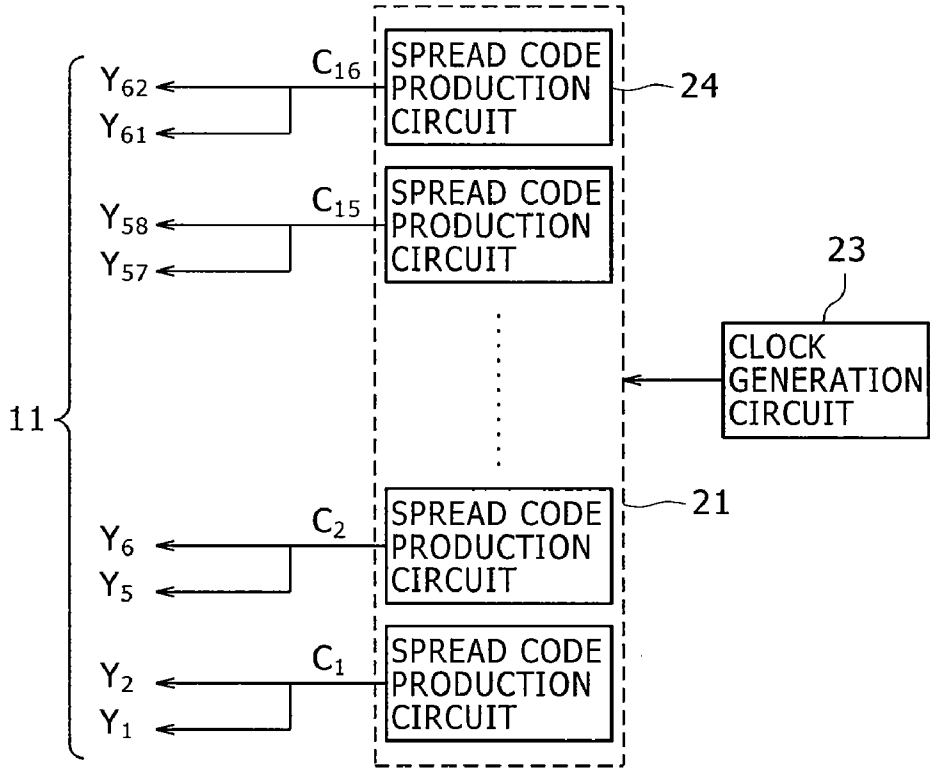 C₁₆
SPREAD CODE
PRODUCTION
CIRCUIT
24
Y₆₂
Y₆₁
C₁₅
SPREAD CODE
PRODUCTION
CIRCUIT
Y₅₈
Y₅₇
23
CLOCK
GENERATION
CIRCUIT
11
21
C₂
SPREAD CODE
PRODUCTION
CIRCUIT
Y₆
Y₅
C₁
SPREAD CODE
PRODUCTION
CIRCUIT
Y₂
Y₁